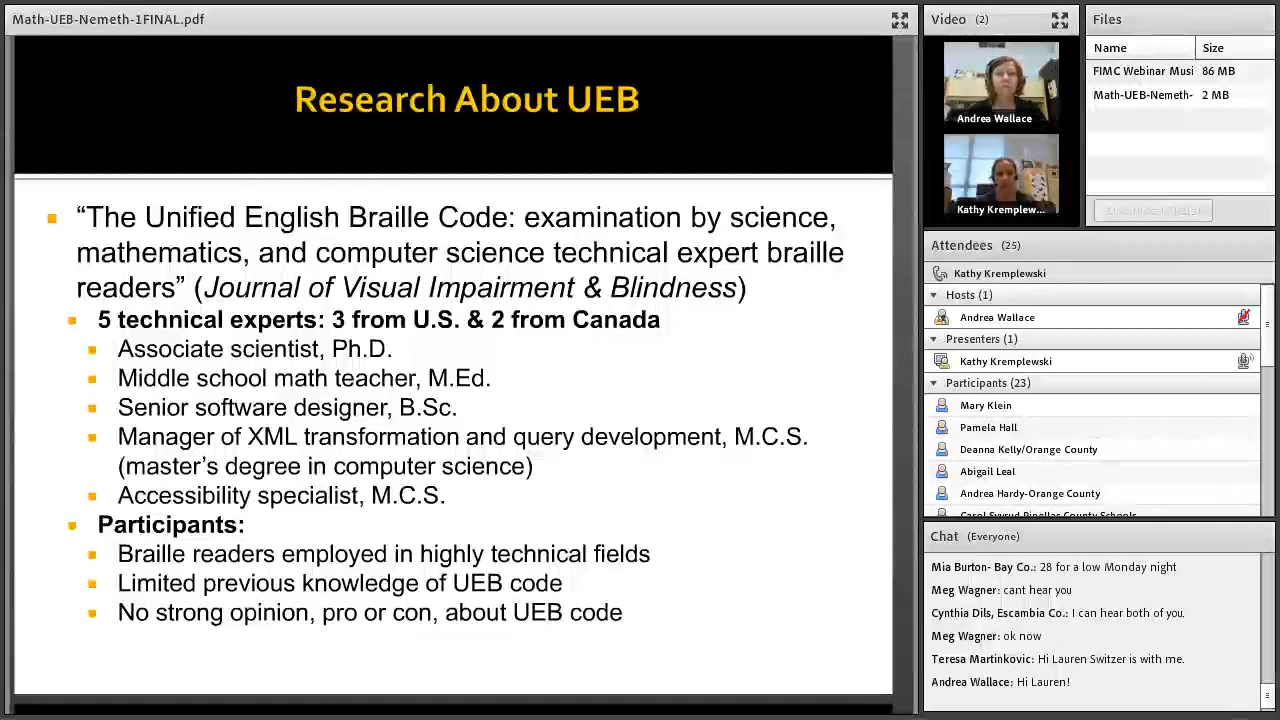 Math-UEB-Nemeth-1FINAL.pdf
Research About UEB
“The Unified English Braille Code: examination by science,
mathematics, and computer science technical expert braille
readers” (Journal of Visual Impairment & Blindness)
5 technical experts: 3 from U.S. & 2 from Canada
Associate scientist, Ph.D.
Middle school math teacher, M.Ed.
Senior software designer, B.Sc.
Manager of XML transformation and query development, M.C.S.
(master’s degree in computer science)
Accessibility specialist, M.C.S.
Participants:
Braille readers employed in highly technical fields
Limited previous knowledge of UEB code
No strong opinion, pro or con, about UEB code
Video (2)
Andrea Wallace
Kathy Kremplew...
Files
Name Size
FIMC Webinar Musi 86 MB
Math-UEB-Nemeth- 2 MB
Attendees (25)
Kathy Kremplewski
Hosts (1)
Andrea Wallace
Presenters (1)
Kathy Kremplewski
Participants (23)
Mary Klein
Pamela Hall
Deanna Kelly/Orange County
Abigail Leal
Andrea Hardy-Orange County
Chat (Everyone)
Mia Burton- Bay Co.: 28 for a low Monday night
Meg Wagner: cant hear you
Cynthia Dils, Escambia Co.: I can hear both of you.
Meg Wagner: ok now
Teresa Martinkovic: Hi Lauren Switzer is with me.
Andrea Wallace: Hi Lauren!